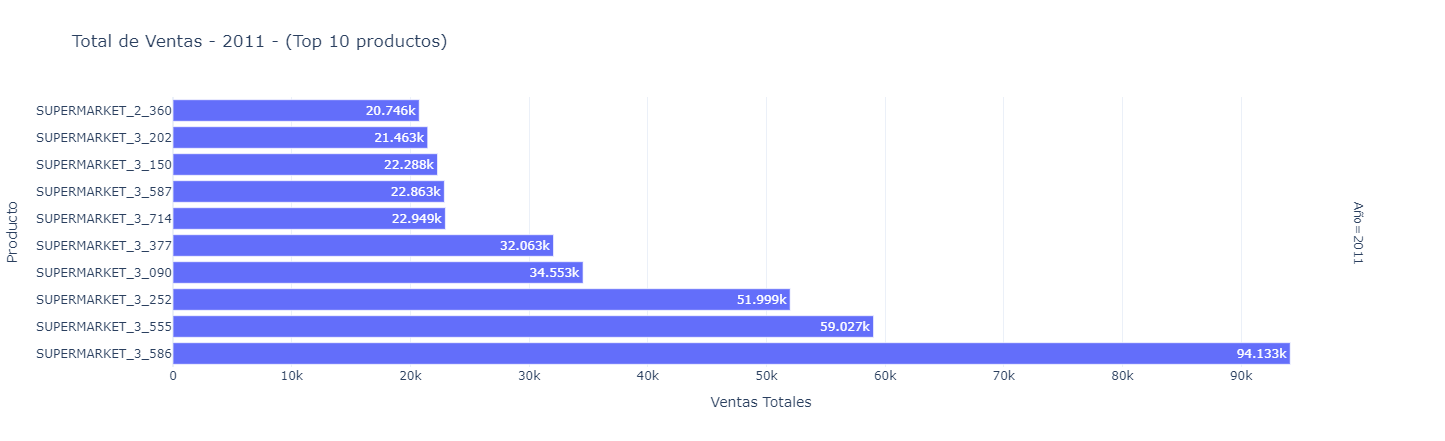 Total de Ventas - 2011 - (Top 10 productos)
Producto
SUPERMARKET_2_360 20.746k
SUPERMARKET_3_202 21.463k
SUPERMARKET_3_150 22.288k
SUPERMARKET_3_587 22.863k
SUPERMARKET_3_714 22.949k
SUPERMARKET_3_377 32.063k
SUPERMARKET_3_090 34.553k
SUPERMARKET_3_252 51.999k
SUPERMARKET_3_555 59.027k
SUPERMARKET_3_586 94.133k
0 10k 20k 30k 40k 50k 60k 70k 80k 90k
Ventas Totales
Año=2011